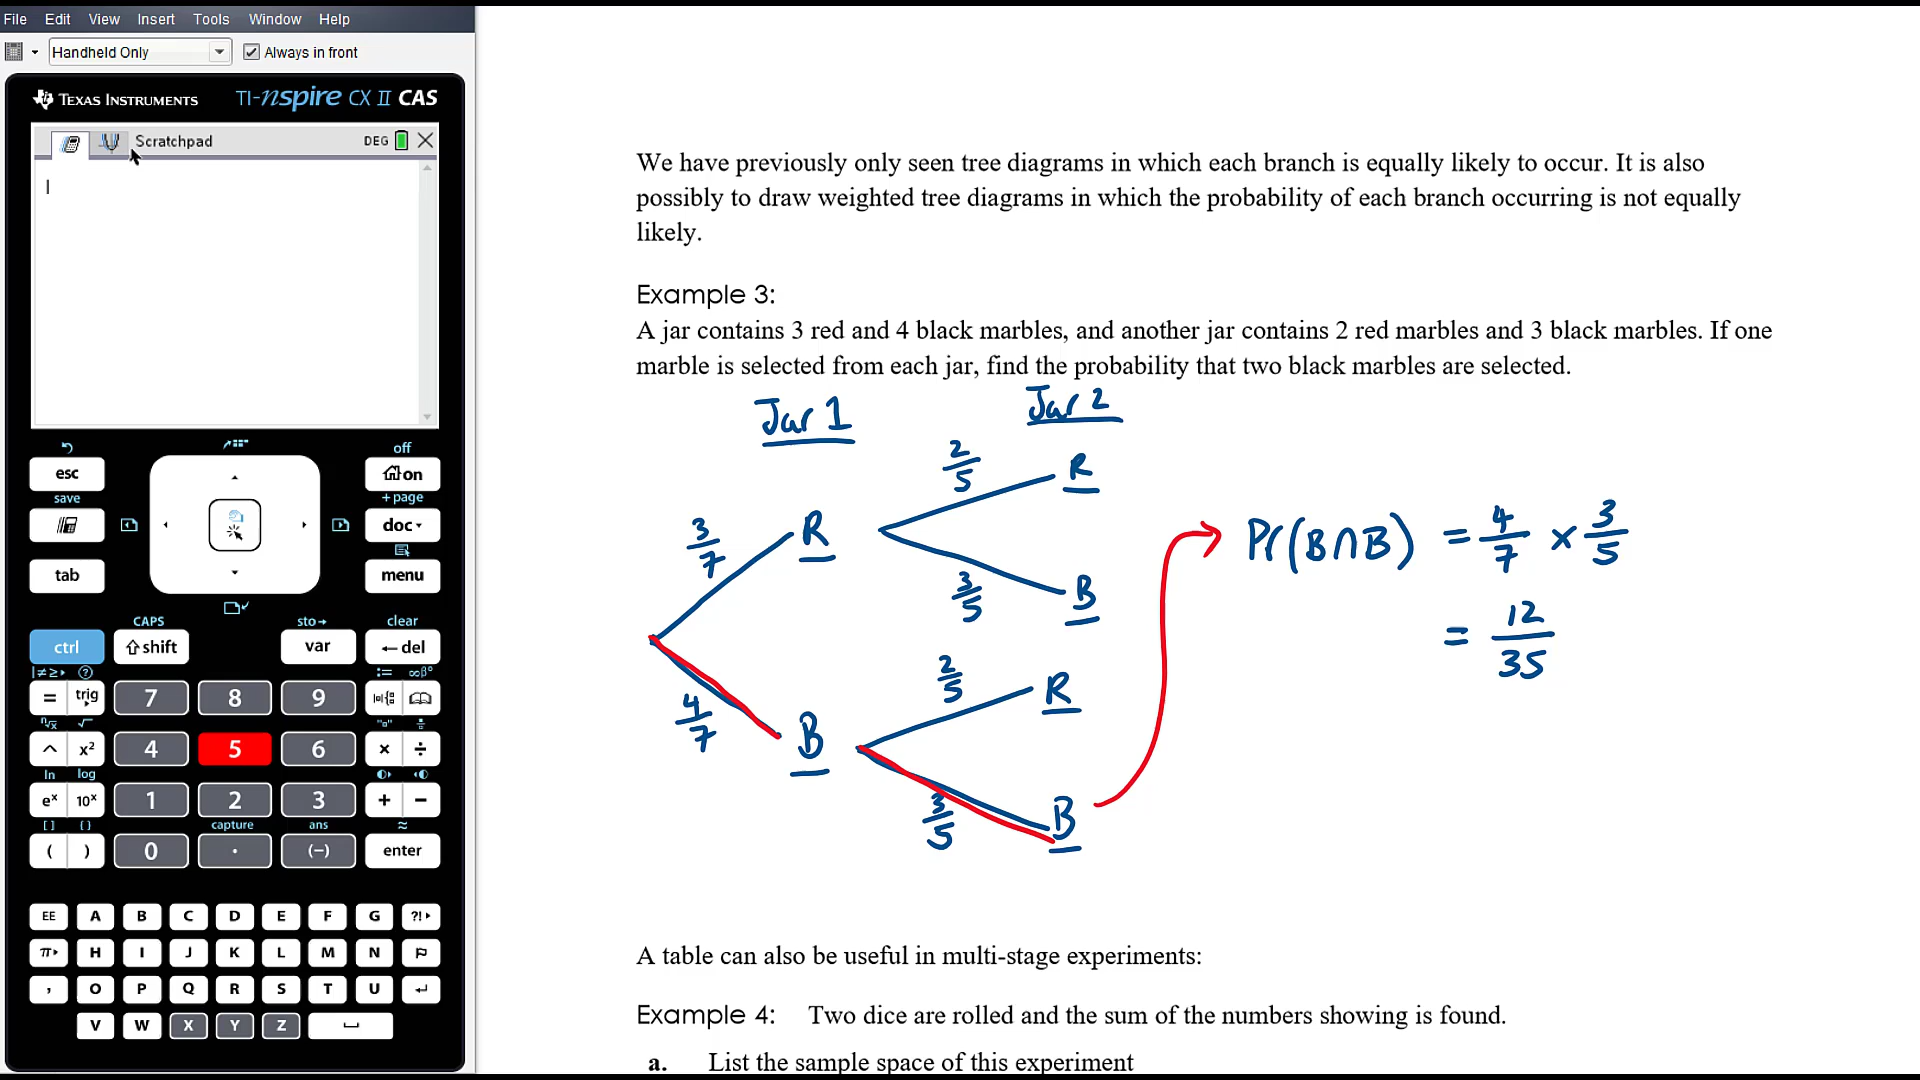 File Edit View Insert Tools Window Help
Handheld Only Always in front
TEXAS INSTRUMENTS TI-nspire CX II CAS
Scratchpad DEG
off
esc on
save + page
doc
tab menu
CAPS sto→ clear
ctrl shift var ←del
= trig 7 8 9
^ x² 4 5 6 × ÷
ln log
eˣ 10ˣ 1 2 3 + −
[ ] { } capture ans ≈
( ) 0 . (−) enter
EE A B C D E F G ?!▸
π▸ H I J K L M N
, O P Q R S T U ↵
V W X Y Z
We have previously only seen tree diagrams in which each branch is equally likely to occur. It is also
possibly to draw weighted tree diagrams in which the probability of each branch occurring is not equally
likely.
Example 3:
A jar contains 3 red and 4 black marbles, and another jar contains 2 red marbles and 3 black marbles. If one
marble is selected from each jar, find the probability that two black marbles are selected.
Jar 1 Jar 2
2/5 R
3/7 R
3/5 B
Pr(B∩B) = 4/7 × 3/5
= 12/35
2/5 R
4/7 B
3/5 B
A table can also be useful in multi-stage experiments:
Example 4: Two dice are rolled and the sum of the numbers showing is found.
a. List the sample space of this experiment